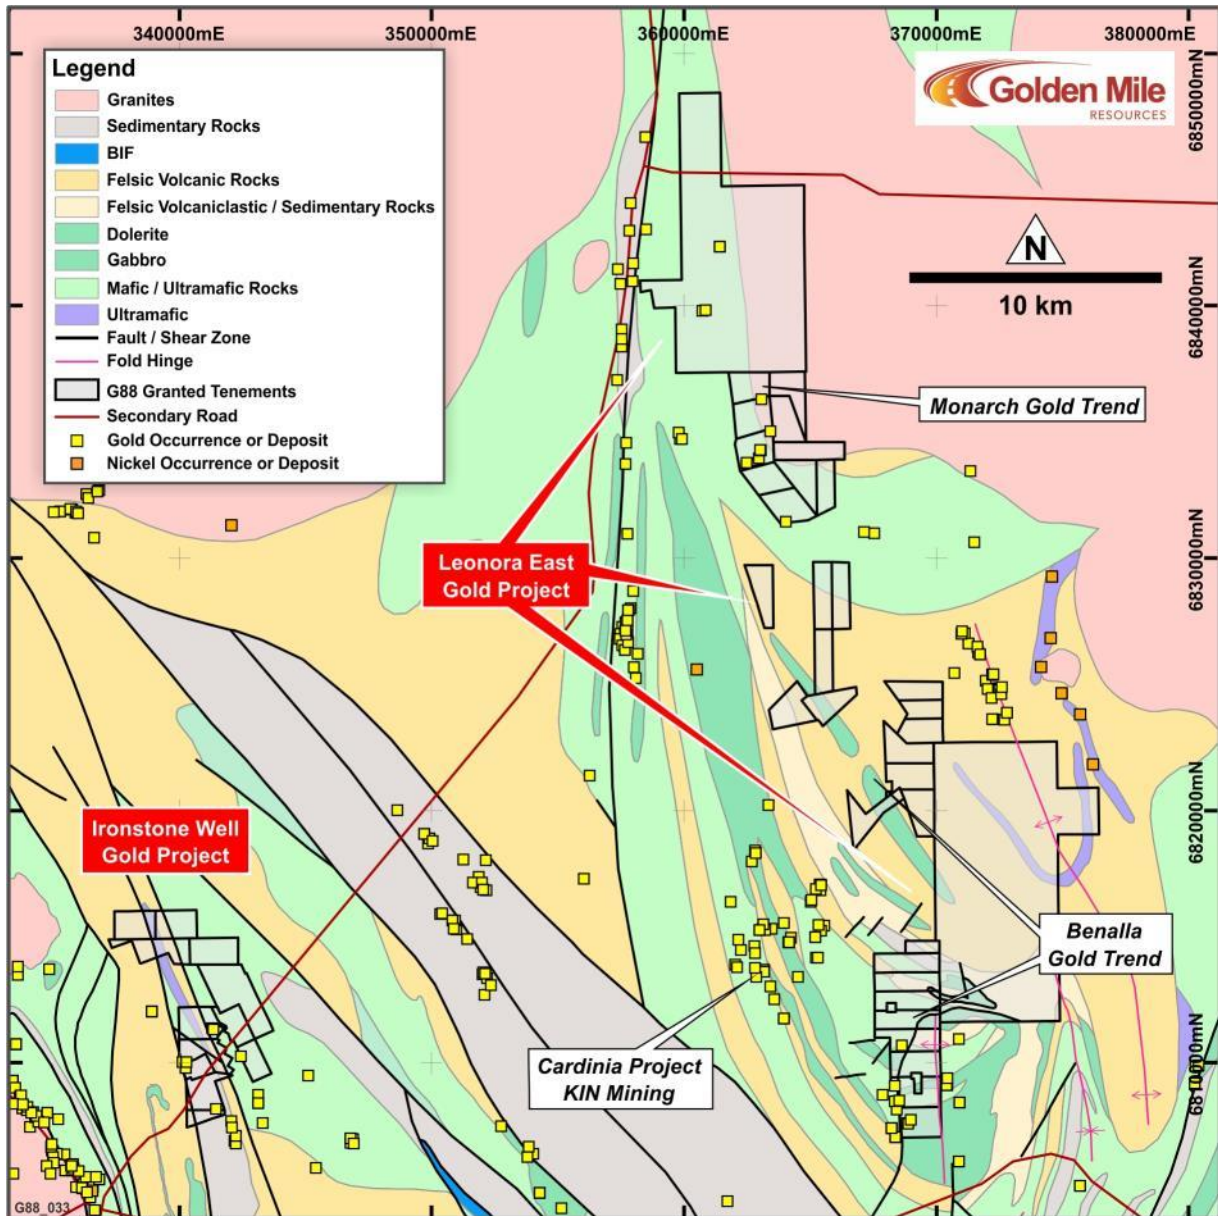 340000mE
350000mE
360000mE
370000mE
380000mE
Legend
Granites
Sedimentary Rocks
BIF
Felsic Volcanic Rocks
Felsic Volcaniclastic / Sedimentary Rocks
Dolerite
Gabbro
Mafic / Ultramafic Rocks
Ultramafic
Fault / Shear Zone
Fold Hinge
G88 Granted Tenements
Secondary Road
Gold Occurrence or Deposit
Nickel Occurrence or Deposit
Golden Mile
RESOURCES
6850000mN
N
10 km
6840000mN
Monarch Gold Trend
Leonora East
Gold Project
6830000mN
Ironstone Well
Gold Project
6820000mN
Benalla
Gold Trend
Cardinia Project
KIN Mining
6810000mN
G88_033